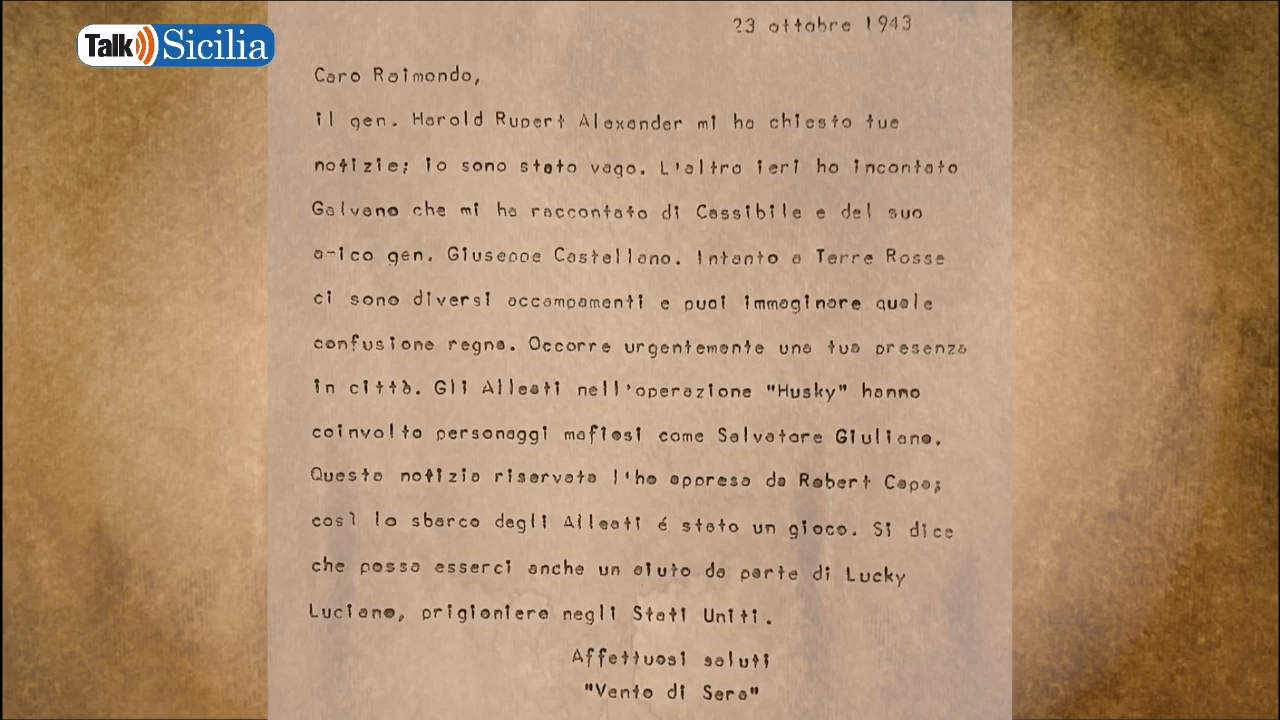 Talk Sicilia
23 ottobre 1943
Caro Raimondo,
il gen. Harold Rupert Alexander mi ha chiesto tue
notizie; io sono stato vago. L'altro ieri ho incontato
Galvano che mi ha raccontato di Cassibile e del suo
a-ico gen. Giuseppe Castellano. Intanto a Terre Rosse
ci sono diversi accampamenti e puoi immaginare quale
confusione regna. Occorre urgentemente una tua presenza
in città. Gli Alleati nell'operazione "Husky" hanno
coinvolto personaggi mafiosi come Salvatore Giuliano.
Questa notizia riservata l'ho appresa da Robert Capa;
così lo sbarco degli Alleati é stato un gioco. Si dice
che possa esserci anche un aiuto da parte di Lucky
Luciano, prigioniero negli Stati Uniti.
Affettuosi saluti
"Vento di Sera"